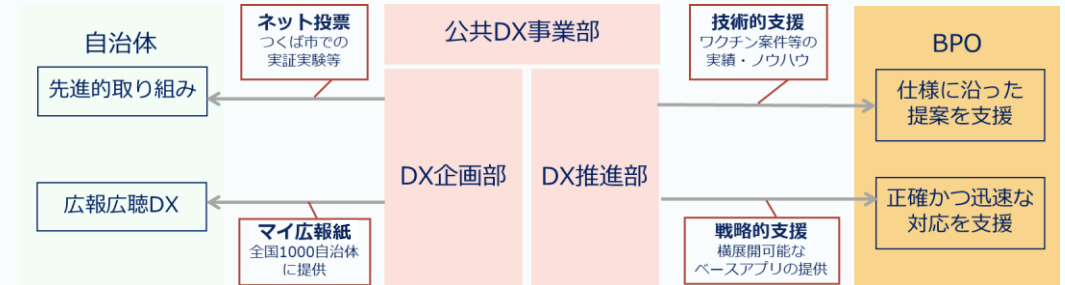 自治体
先進的取り組み
広報広聴DX
ネット投票
つくば市での
実証実験等
マイ広報紙
全国1000自治体
に提供
公共DX事業部
DX企画部
DX推進部
技術的支援
ワクチン案件等の
実績・ノウハウ
戦略的支援
横展開可能な
ベースアプリの提供
BPO
仕様に沿った
提案を支援
正確かつ迅速な
対応を支援